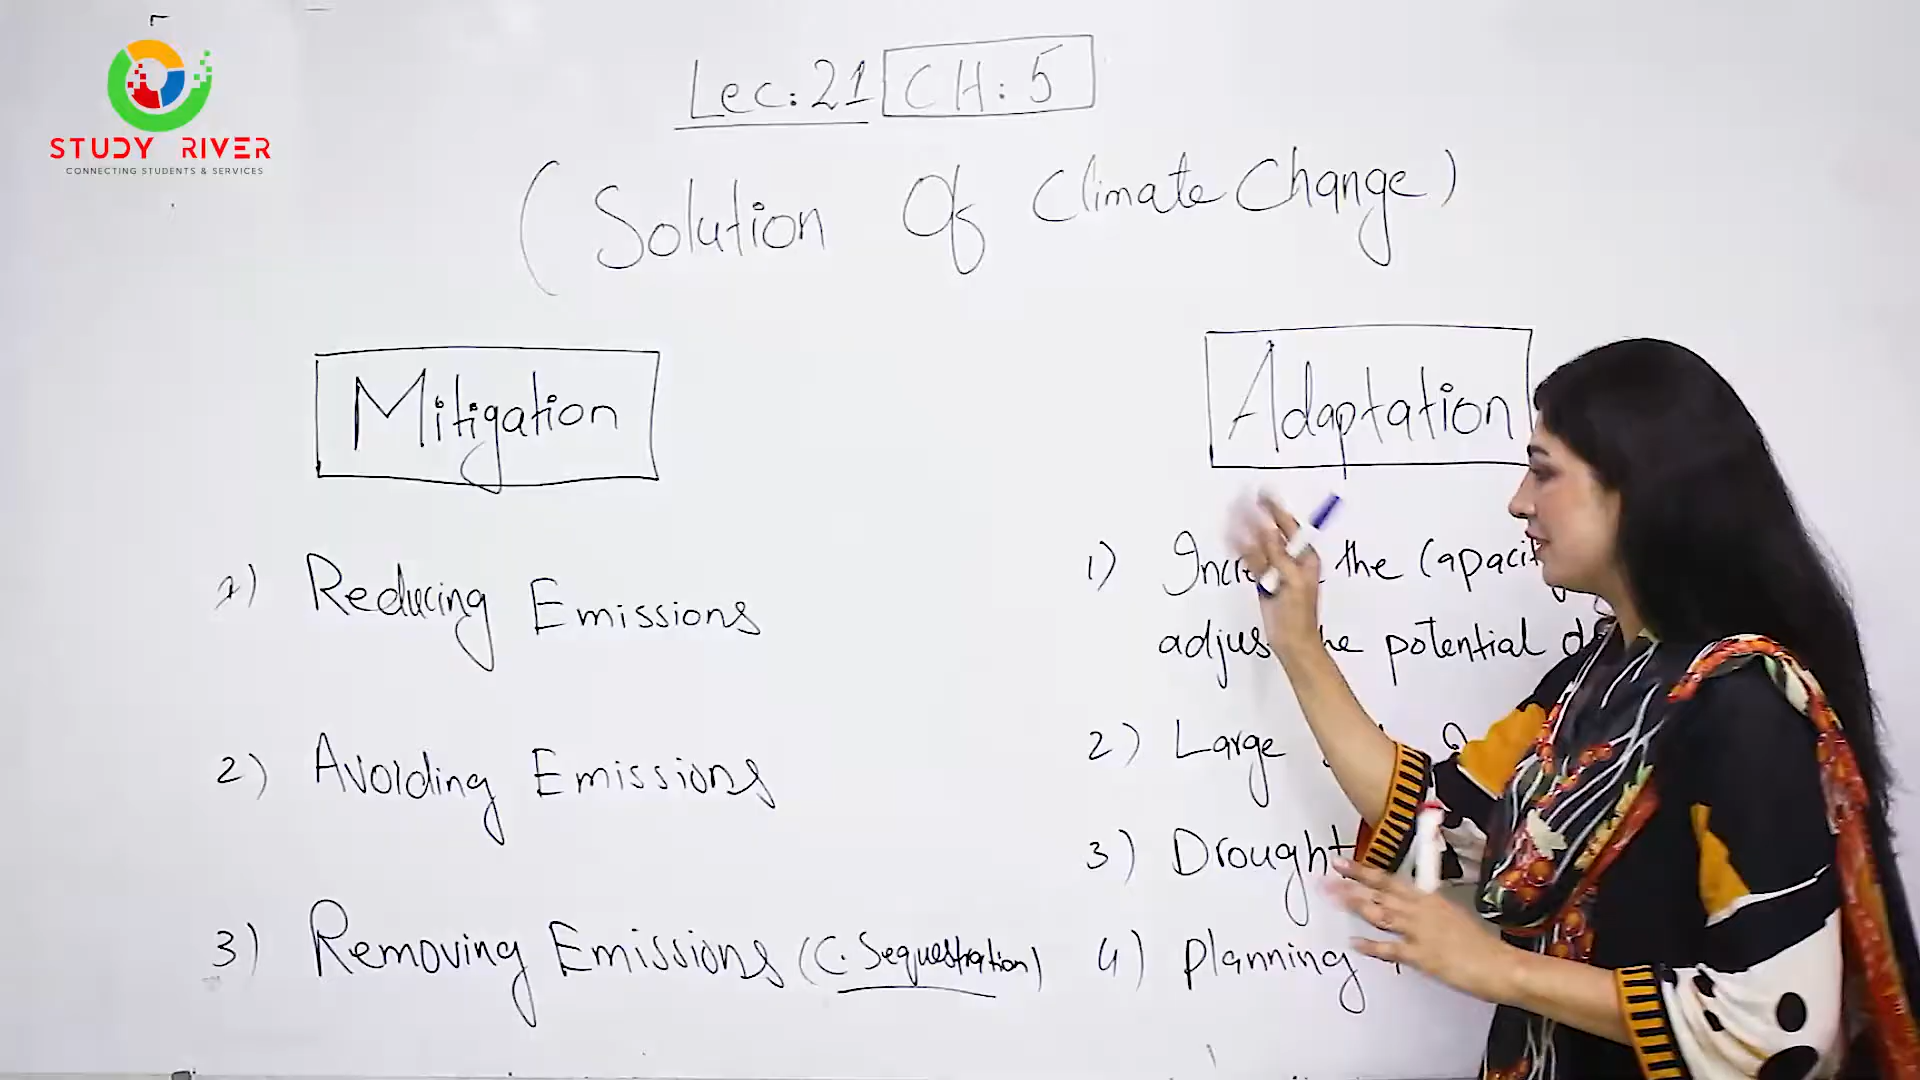 STUDY RIVER
CONNECTING STUDENTS & SERVICES
Lec: 21 CH: 5
(Solution Of Climate Change)
Mitigation
1) Reducing Emissions
2) Avoiding Emissions
3) Removing Emissions (C. Sequestration)
Adaptation
1) the
potential
2) Large
3) Drought
4) Planning